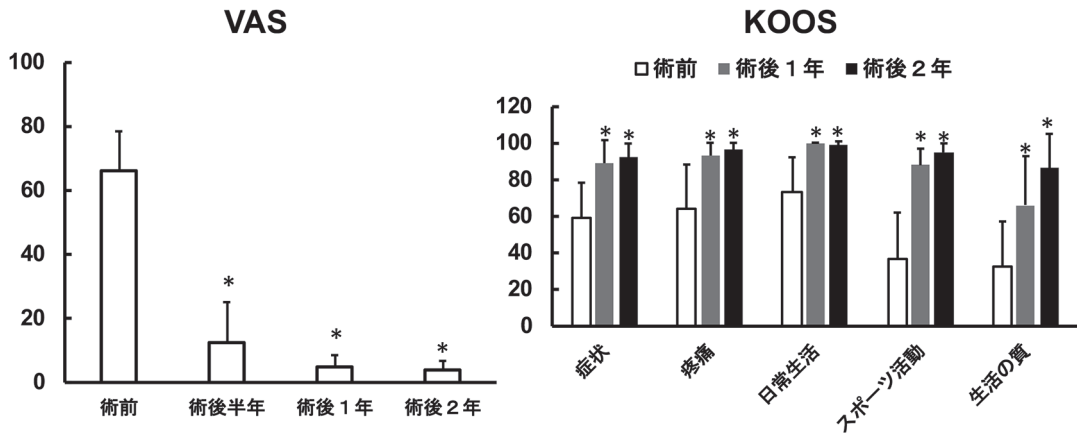 VAS
100
80
60
40
20
0
*
*
*
術前
術後半年
術後1年
術後2年
KOOS
術前 術後1年 術後2年
120
100
80
60
40
20
0
* *
* *
* *
* *
* *
症状
疼痛
日常生活
スポーツ活動
生活の質